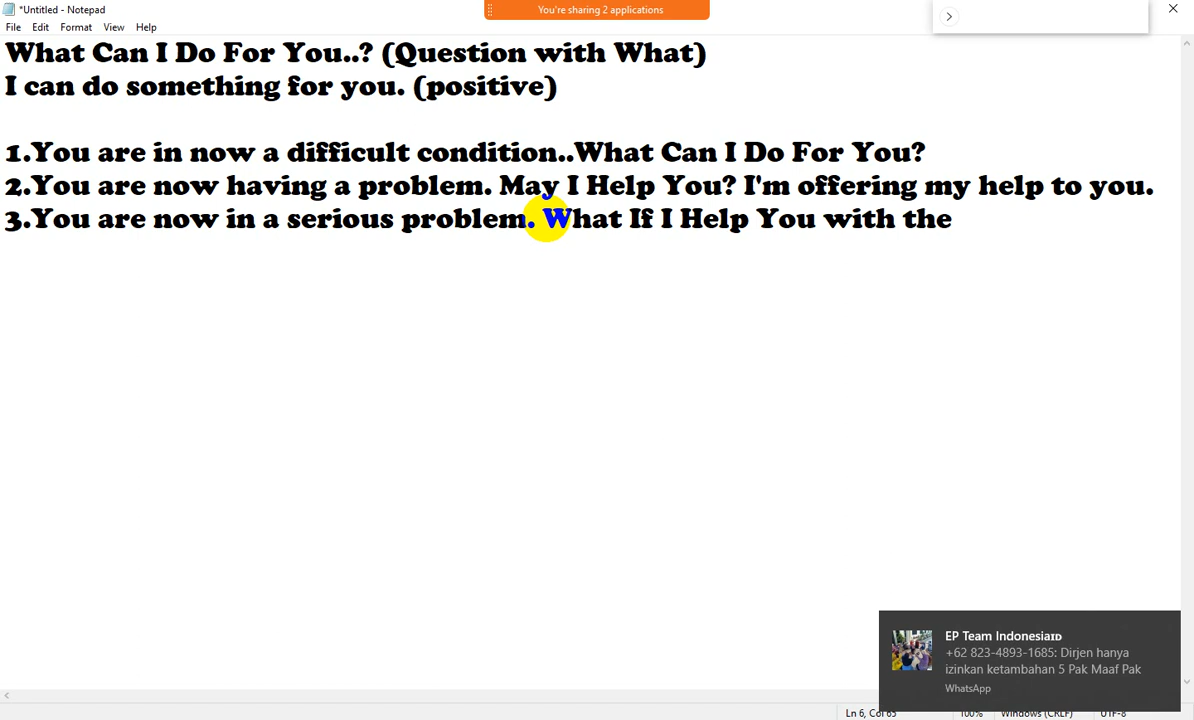 *Untitled - Notepad
You're sharing 2 applications
File Edit Format View Help
What Can I Do For You..? (Question with What)
I can do something for you. (positive)
1.You are in now a difficult condition..What Can I Do For You?
2.You are now having a problem. May I Help You? I'm offering my help to you.
3.You are now in a serious problem. What If I Help You with the
EP Team Indonesiaɪᴅ
+62 823-4893-1685: Dirjen hanya
izinkan ketambahan 5 Pak Maaf Pak
WhatsApp
Ln 6, Col 65 100% Windows (CRLF) UTF-8